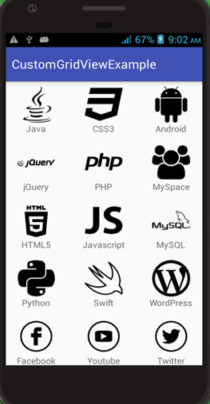 67% 9:02 AM
CustomGridViewExample
Java
CSS3
Android
jQuery
php
jQuery
PHP
MySpace
HTML
5
JS
MySQL
HTML5
Javascript
MySQL
Python
Swift
WordPress
Facebook
Youtube
Twitter